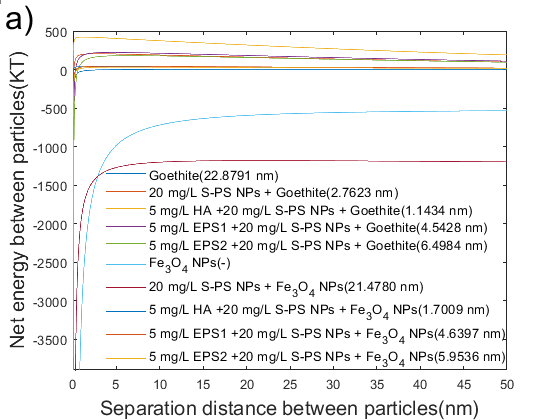 a)
Net energy between particles(KT)
500
0
-500
-1000
-1500
-2000
-2500
-3000
-3500
Goethite(22.8791 nm)
20 mg/L S-PS NPs + Goethite(2.7623 nm)
5 mg/L HA +20 mg/L S-PS NPs + Goethite(1.1434 nm)
5 mg/L EPS1 +20 mg/L S-PS NPs + Goethite(4.5428 nm)
5 mg/L EPS2 +20 mg/L S-PS NPs + Goethite(6.4984 nm)
Fe₃O₄ NPs(-)
20 mg/L S-PS NPs + Fe₃O₄ NPs(21.4780 nm)
5 mg/L HA +20 mg/L S-PS NPs + Fe₃O₄ NPs(1.7009 nm)
5 mg/L EPS1 +20 mg/L S-PS NPs + Fe₃O₄ NPs(4.6397 nm)
5 mg/L EPS2 +20 mg/L S-PS NPs + Fe₃O₄ NPs(5.9536 nm)
0 5 10 15 20 25 30 35 40 45 50
Separation distance between particles(nm)